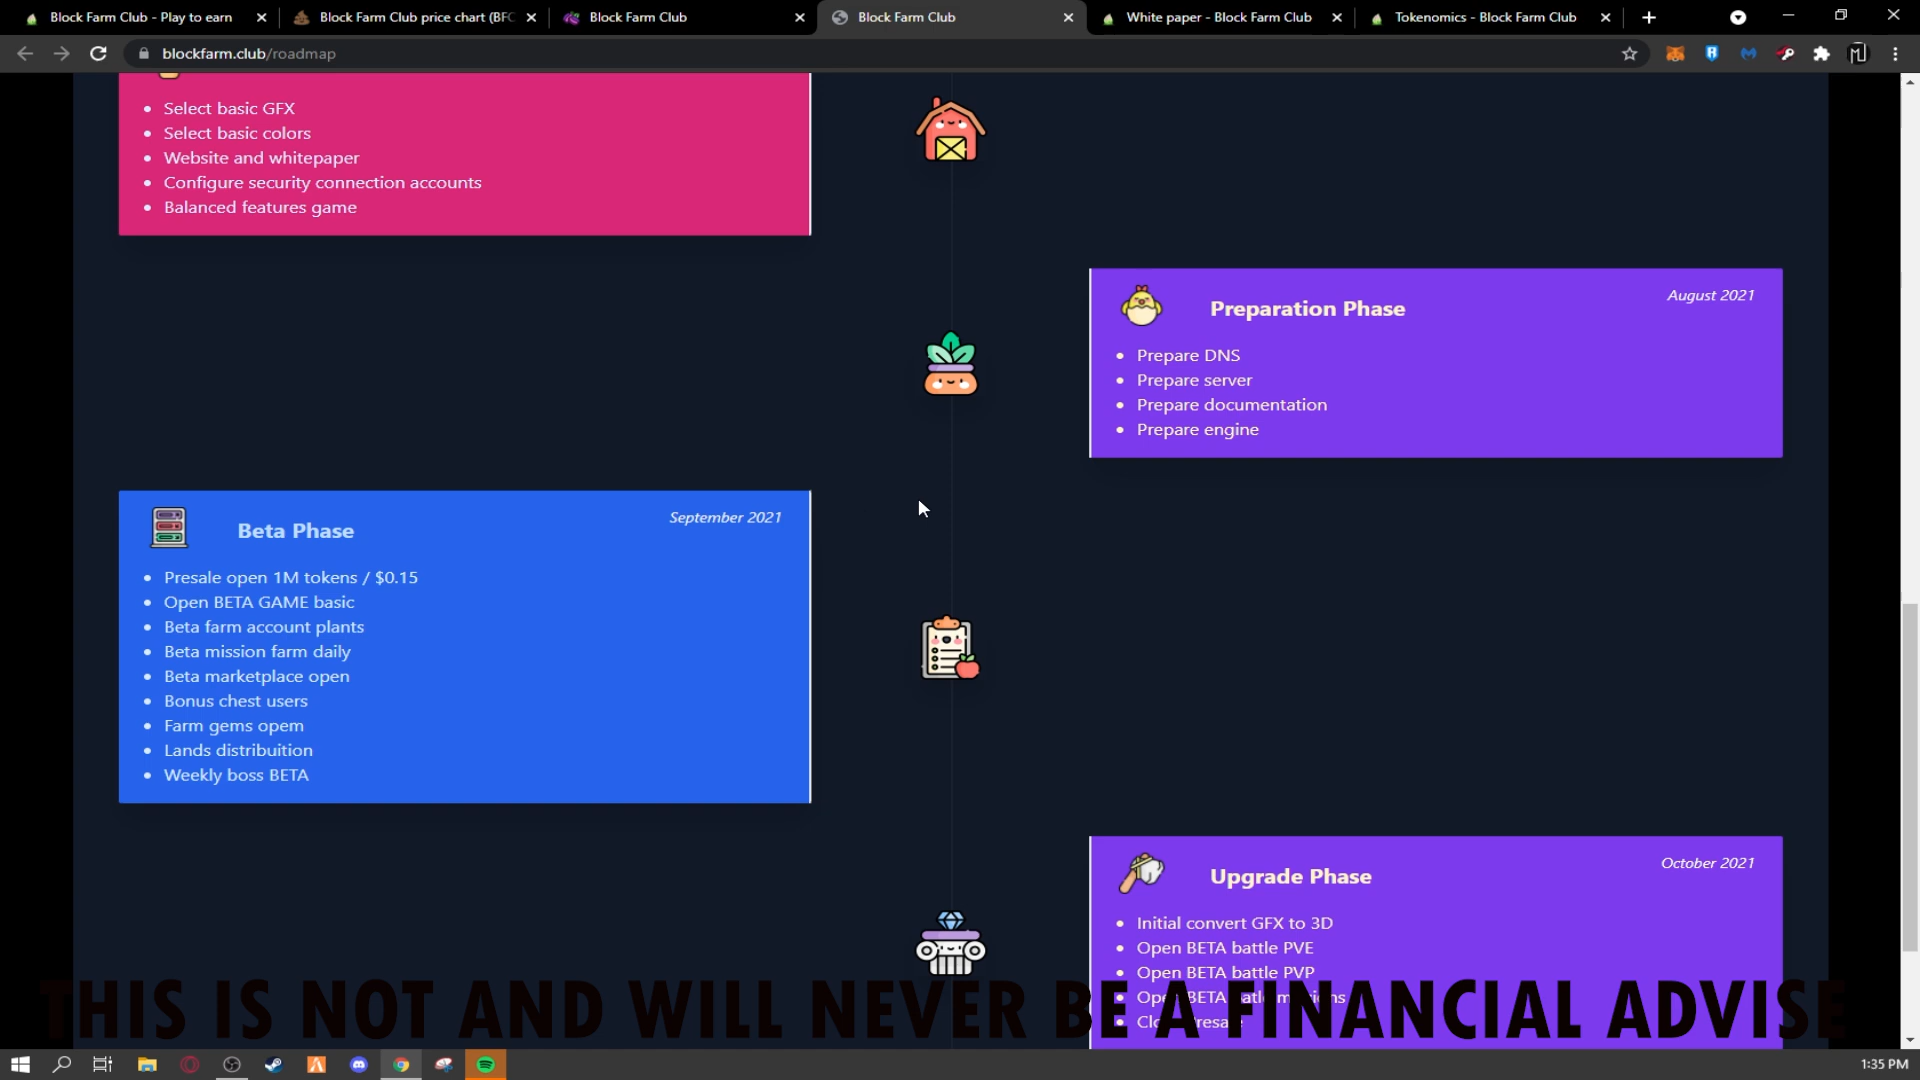 Block Farm Club - Play to earn
Block Farm Club price chart (BFC
Block Farm Club
Block Farm Club
White paper - Block Farm Club
Tokenomics - Block Farm Club
blockfarm.club/roadmap
Select basic GFX
Select basic colors
Website and whitepaper
Configure security connection accounts
Balanced features game
Preparation Phase
August 2021
Prepare DNS
Prepare server
Prepare documentation
Prepare engine
Beta Phase
September 2021
Presale open 1M tokens / $0.15
Open BETA GAME basic
Beta farm account plants
Beta mission farm daily
Beta marketplace open
Bonus chest users
Farm gems opem
Lands distribuition
Weekly boss BETA
Upgrade Phase
October 2021
Initial convert GFX to 3D
Open BETA battle PVE
Open BETA battle PVP
BETA
THIS IS NOT AND WILL NEVER BE A FINANCIAL ADVISE
1:35 PM